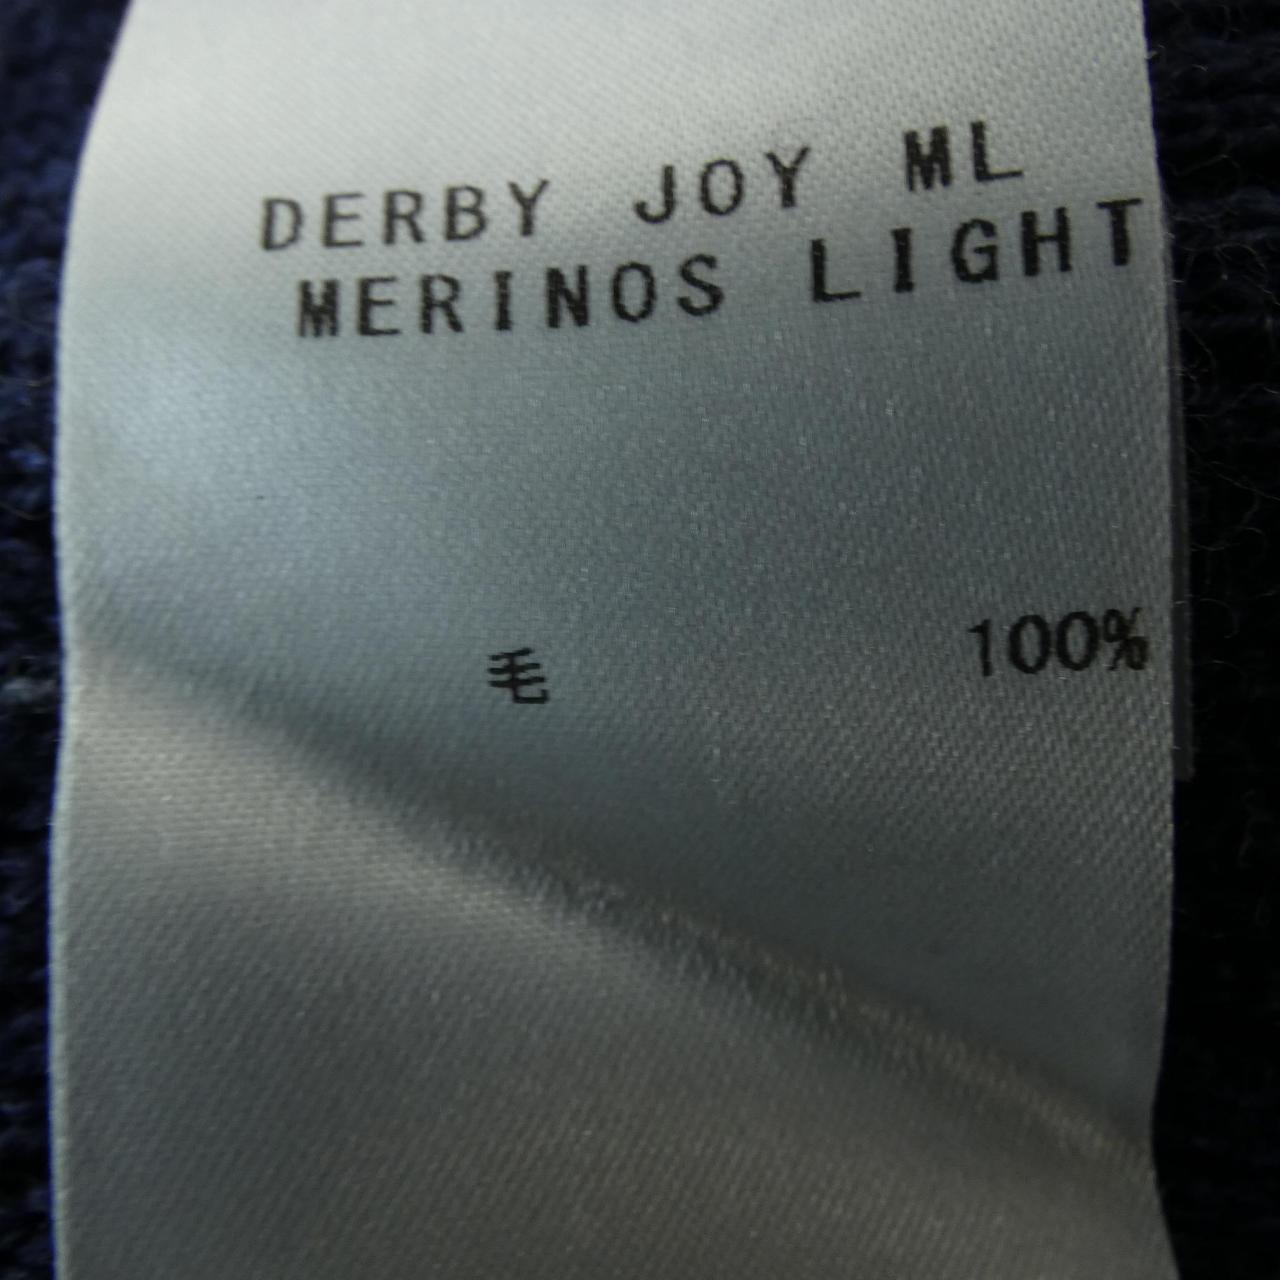 DERBY JOY ML
MERINOS LIGHT
毛 100%